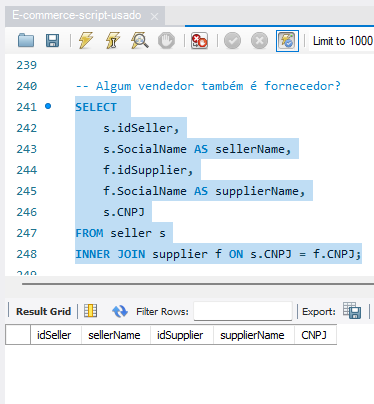 E-commerce-script-usado ×
Limit to 1000
239
240 -- Algum vendedor também é fornecedor?
241 SELECT
242 s.idSeller,
243 s.SocialName AS sellerName,
244 f.idSupplier,
245 f.SocialName AS supplierName,
246 s.CNPJ
247 FROM seller s
248 INNER JOIN supplier f ON s.CNPJ = f.CNPJ;
249
Result Grid Filter Rows: Export:
idSeller sellerName idSupplier supplierName CNPJ